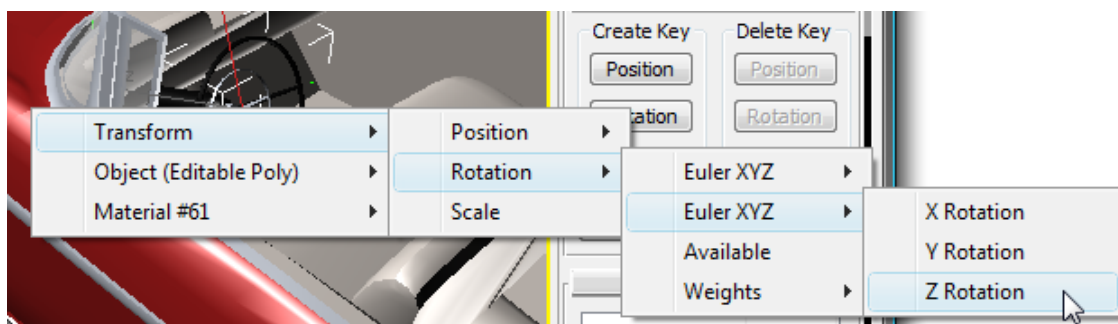 Create Key
Delete Key
Position
Position
Rotation
Transform
Object (Editable Poly)
Material #61
Position
Rotation
Scale
Euler XYZ
Euler XYZ
Available
Weights
X Rotation
Y Rotation
Z Rotation